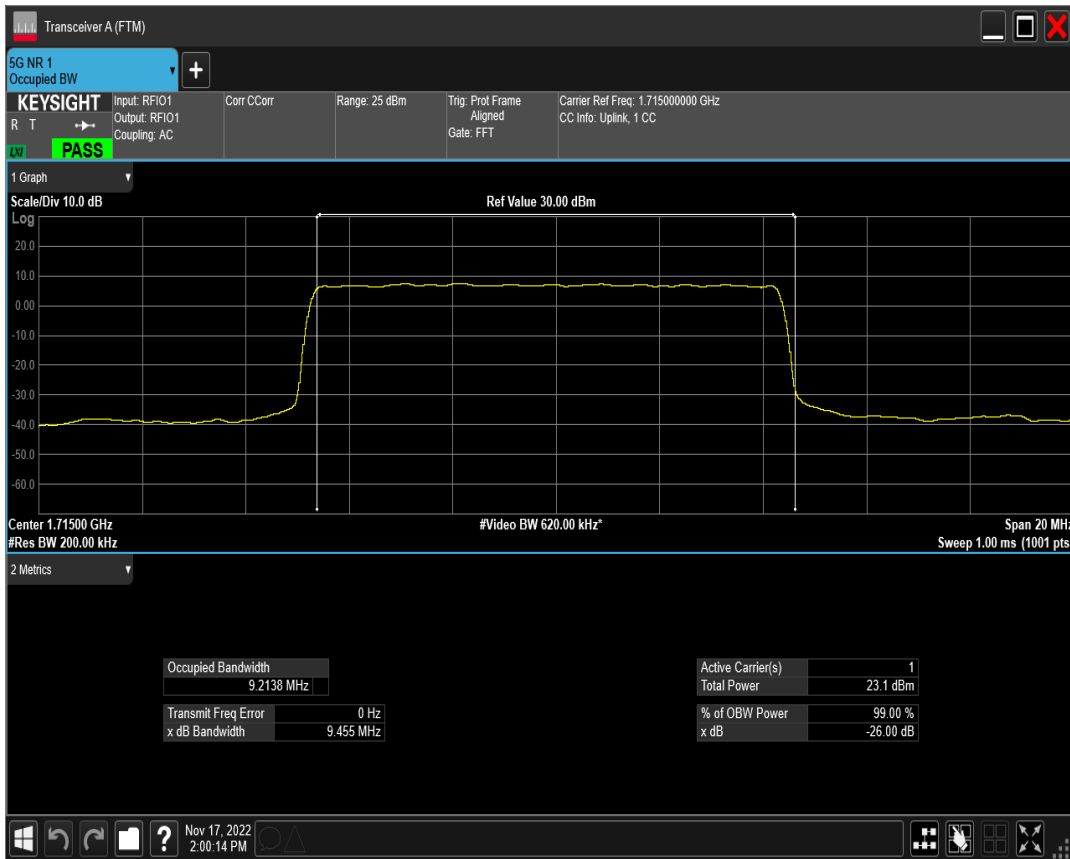 Transceiver A (FTM)
5G NR 1
Occupied BW
+
KEYSIGHT
R T
LXI
PASS
Input: RFIO1
Output: RFIO1
Coupling: AC
Corr CCorr
Range: 25 dBm
Trig: Prot Frame
Aligned
Gate: FFT
Carrier Ref Freq: 1.715000000 GHz
CC Info: Uplink, 1 CC
1 Graph
Scale/Div 10.0 dB
Ref Value 30.00 dBm
Log
20.0
10.0
0.00
-10.0
-20.0
-30.0
-40.0
-50.0
-60.0
Center 1.71500 GHz
#Video BW 620.00 kHz*
Span 20 MHz
#Res BW 200.00 kHz
Sweep 1.00 ms (1001 pts
2 Metrics
Occupied Bandwidth
9.2138 MHz
Transmit Freq Error 0 Hz
x dB Bandwidth 9.455 MHz
Active Carrier(s) 1
Total Power 23.1 dBm
% of OBW Power 99.00 %
x dB -26.00 dB
?
Nov 17, 2022
2:00:14 PM